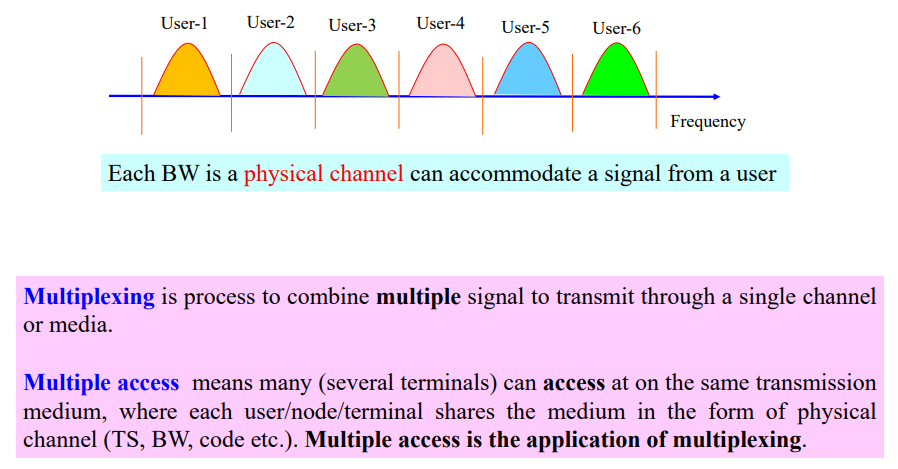 User-1 User-2 User-3 User-4 User-5 User-6
Frequency
Each BW is a physical channel can accommodate a signal from a user
Multiplexing is process to combine multiple signal to transmit through a single channel
or media.
Multiple access means many (several terminals) can access at on the same transmission
medium, where each user/node/terminal shares the medium in the form of physical
channel (TS, BW, code etc.). Multiple access is the application of multiplexing.